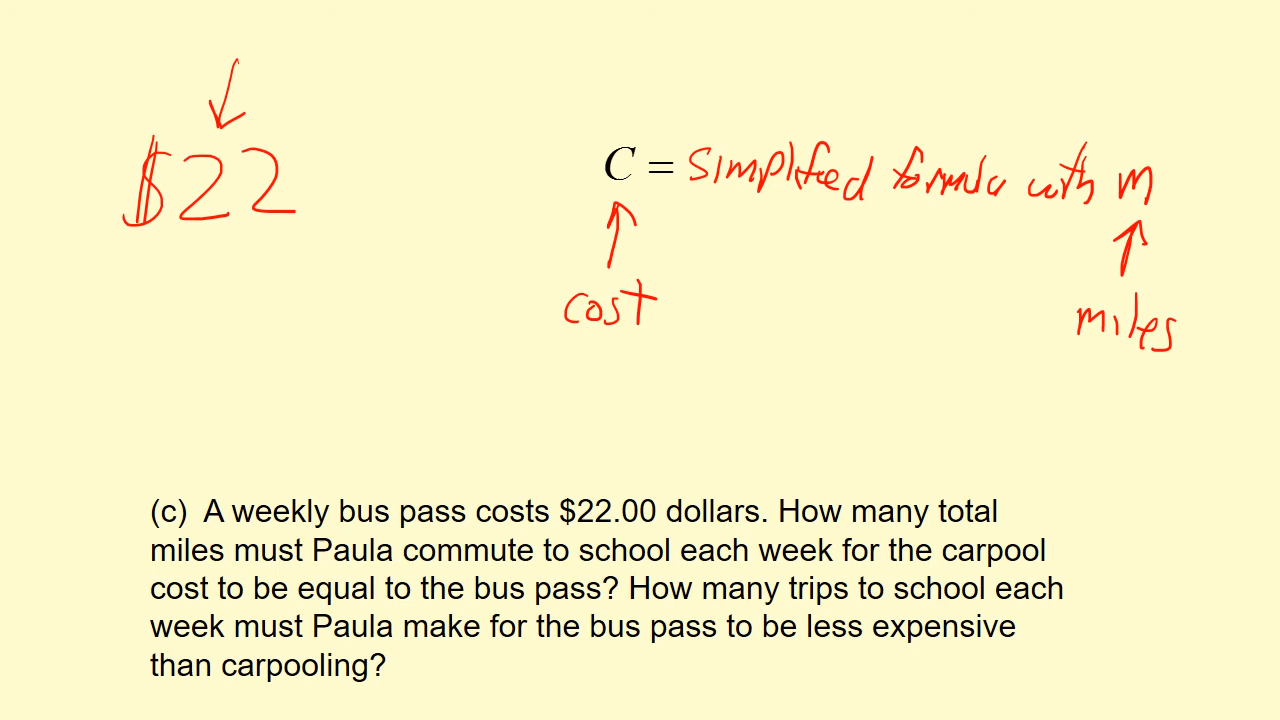 $22
C = simplified formula with m
cost
miles
(c) A weekly bus pass costs $22.00 dollars. How many total
miles must Paula commute to school each week for the carpool
cost to be equal to the bus pass? How many trips to school each
week must Paula make for the bus pass to be less expensive
than carpooling?